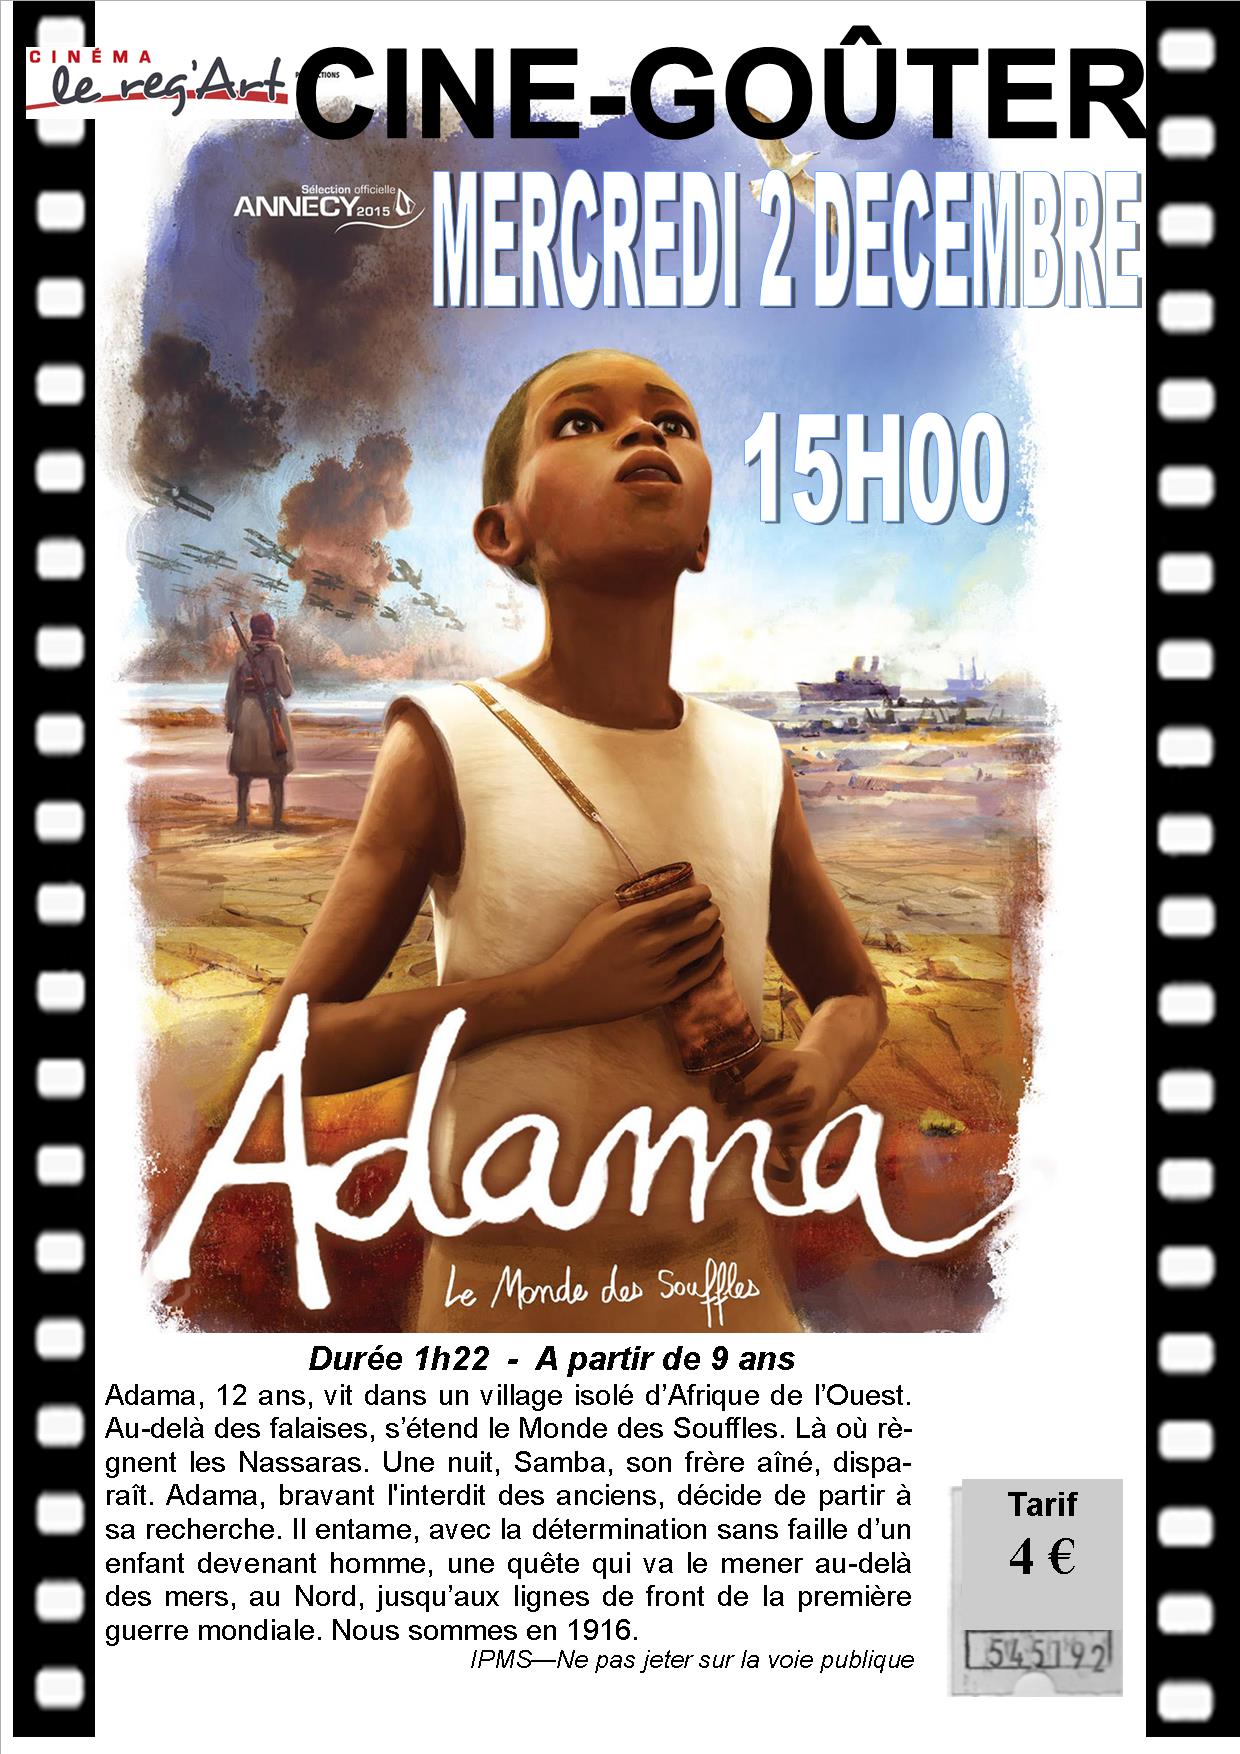 CINÉMA
le reg'Art
CINE-GOÛTER
Sélection officielle
ANNECY 2015
MERCREDI 2 DECEMBRE
15H00
Adama
Le Monde des Souffles
Durée 1h22 - A partir de 9 ans
Adama, 12 ans, vit dans un village isolé d’Afrique de l’Ouest.
Au-delà des falaises, s’étend le Monde des Souffles. Là où rè-
gnent les Nassaras. Une nuit, Samba, son frère aîné, dispa-
raît. Adama, bravant l'interdit des anciens, décide de partir à
sa recherche. Il entame, avec la détermination sans faille d’un
enfant devenant homme, une quête qui va le mener au-delà
des mers, au Nord, jusqu’aux lignes de front de la première
guerre mondiale. Nous sommes en 1916.
IPMS—Ne pas jeter sur la voie publique
Tarif
4 €
545192